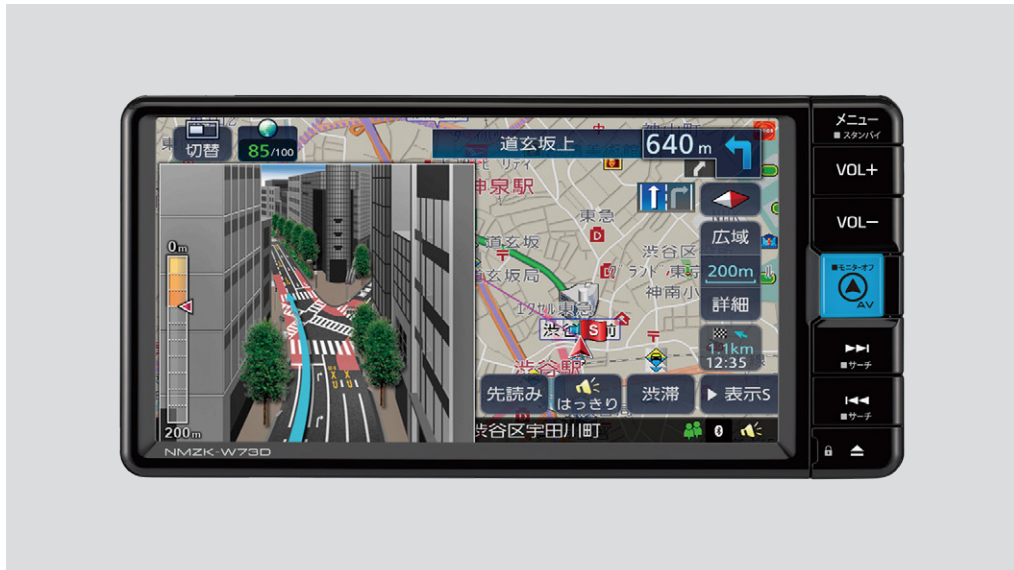 切替
85/100
道玄坂上
640m
神泉駅
東急
道玄坂
渋谷区
広域
玄坂局
200m
神南小
詳細
0m
S
1.1km
12:35
渋谷駅
先読み
はっきり
渋滞
▶ 表示S
200m
渋谷区宇田川町
NMZK-W73D
メニュー
■ スタンバイ
VOL+
VOL−
■モニターオフ
AV
■サーチ
■サーチ